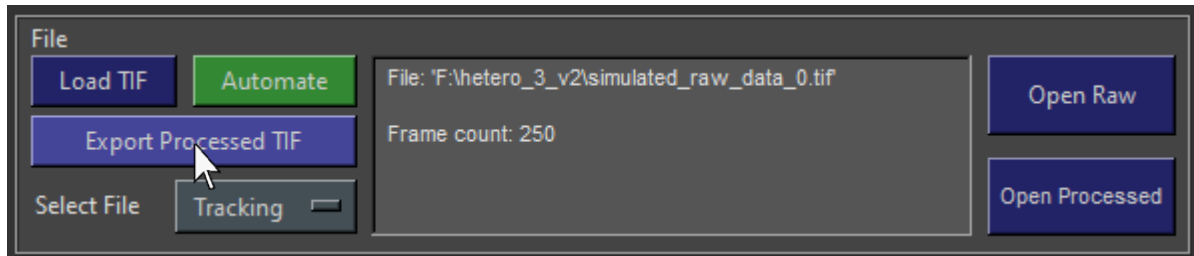 File
Load TIF
Automate
Export Processed TIF
Select File
Tracking
File: 'F:\hetero_3_v2\simulated_raw_data_0.tif'
Frame count: 250
Open Raw
Open Processed